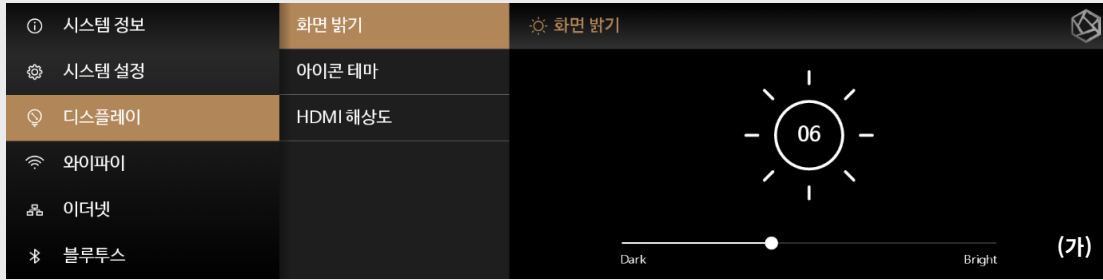 시스템 정보
시스템 설정
디스플레이
와이파이
이더넷
블루투스
화면 밝기
아이콘 테마
HDMI 해상도
화면 밝기
06
Dark Bright
(가)